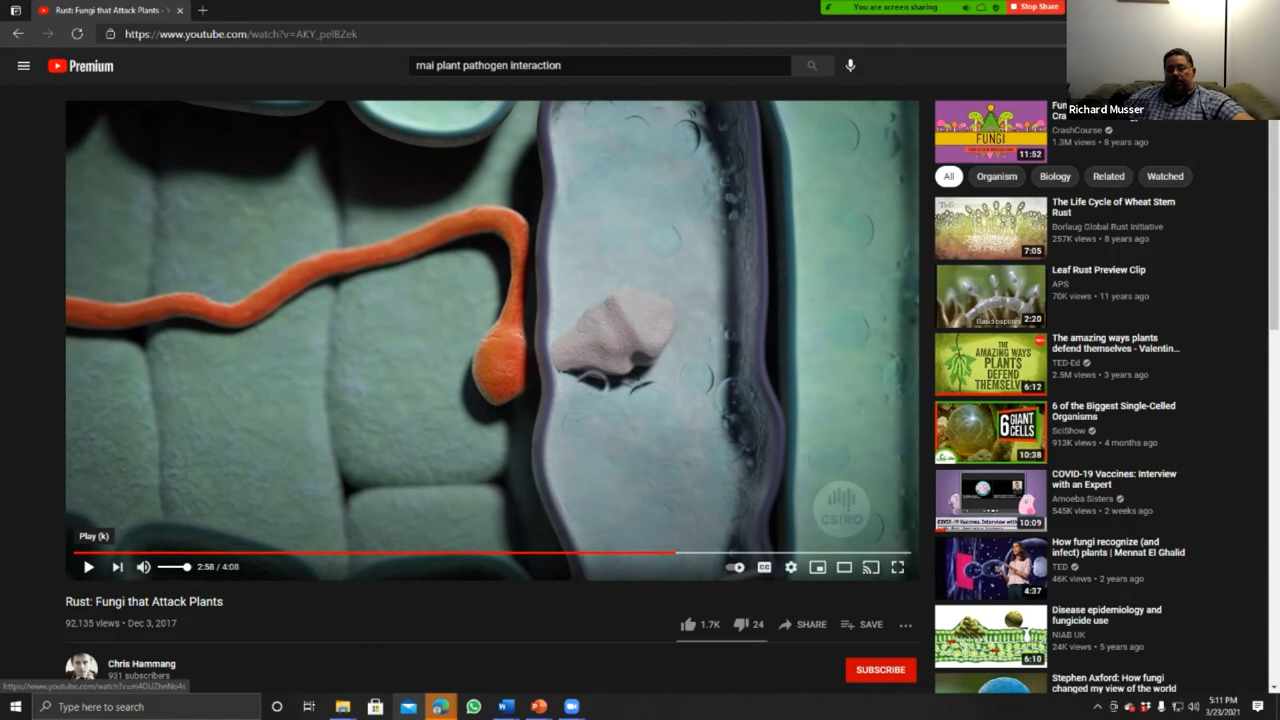 Rust: Fungi that Attack Plants -
You are screen sharing
Stop Share
https://www.youtube.com/watch?v=AKY_pelBZek
Premium
rnai plant pathogen interaction
Richard Musser
CrashCourse
1.3M views • 8 years ago
FUNGI
11:52
All
Organism
Biology
Related
Watched
The Life Cycle of Wheat Stem
Rust
Borlaug Global Rust Initiative
257K views • 8 years ago
7:05
Leaf Rust Preview Clip
APS
70K views • 11 years ago
Basidiospores
2:20
The amazing ways plants
defend themselves - Valentin...
TED-Ed
2.5M views • 3 years ago
THE
AMAZING WAYS
PLANTS
DEFEND
THEMSELVES
6:12
6 of the Biggest Single-Celled
Organisms
SciShow
913K views • 4 months ago
6 GIANT
CELLS
10:38
COVID-19 Vaccines: Interview
with an Expert
Amoeba Sisters
545K views • 2 weeks ago
10:09
How fungi recognize (and
infect) plants | Mennat El Ghalid
TED
46K views • 2 years ago
4:37
Disease epidemiology and
fungicide use
NIAB UK
24K views • 5 years ago
6:10
Stephen Axford: How fungi
changed my view of the world
CSIRO
Play (k)
2:58 / 4:08
Rust: Fungi that Attack Plants
92,135 views • Dec 3, 2017
1.7K
24
SHARE
SAVE
Chris Hammang
931 subscribers
SUBSCRIBE
Type here to search
5:11 PM
3/23/2021